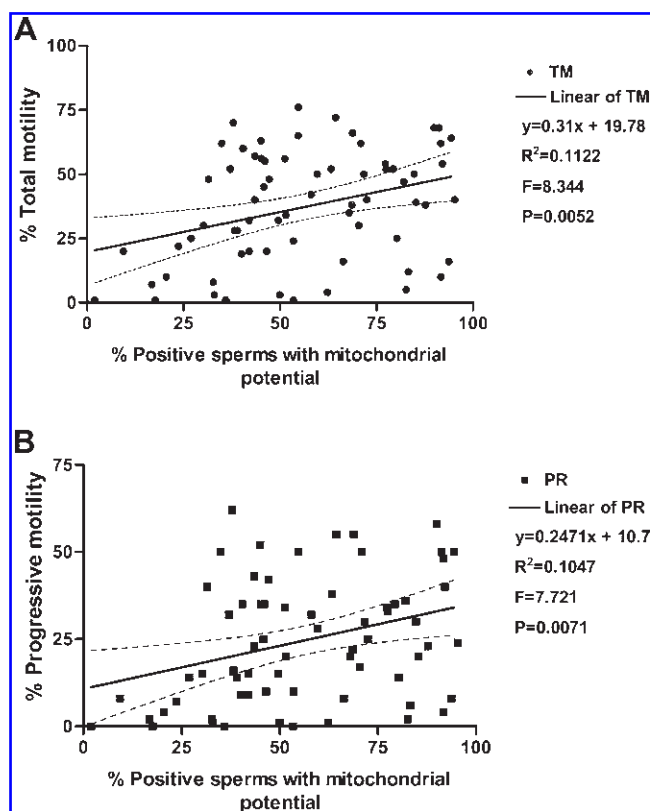 A
100
75
50
25
0
% Total motility
0 25 50 75 100
% Positive sperms with mitochondrial
potential
TM
Linear of TM
y=0.31x + 19.78
R²=0.1122
F=8.344
P=0.0052
B
75
50
25
0
% Progressive motility
0 25 50 75 100
% Positive sperms with mitochondrial
potential
PR
Linear of PR
y=0.2471x + 10.7
R²=0.1047
F=7.721
P=0.0071